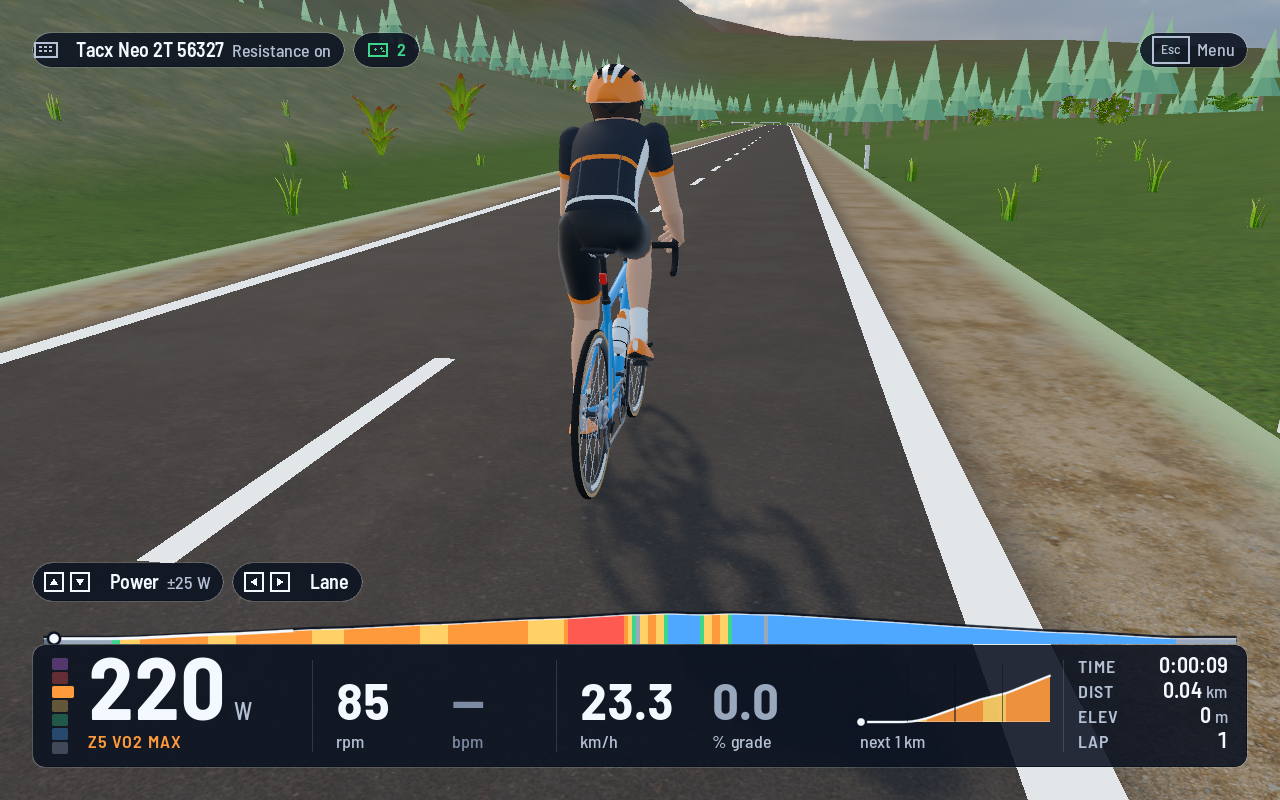 Tacx Neo 2T 56327 Resistance on
2
Esc Menu
Power ±25 W
Lane
220 W
Z5 VO2 MAX
85
rpm
–
bpm
23.3
km/h
0.0
% grade
next 1 km
TIME 0:00:09
DIST 0.04 km
ELEV 0 m
LAP 1